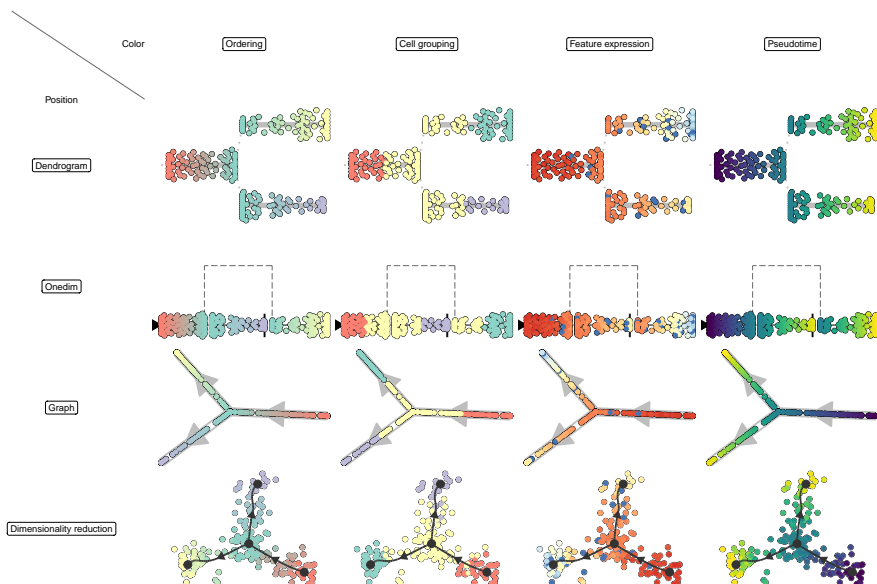 Color
Ordering
Cell grouping
Feature expression
Pseudotime
Position
Dendrogram
Onedim
Graph
Dimensionality reduction